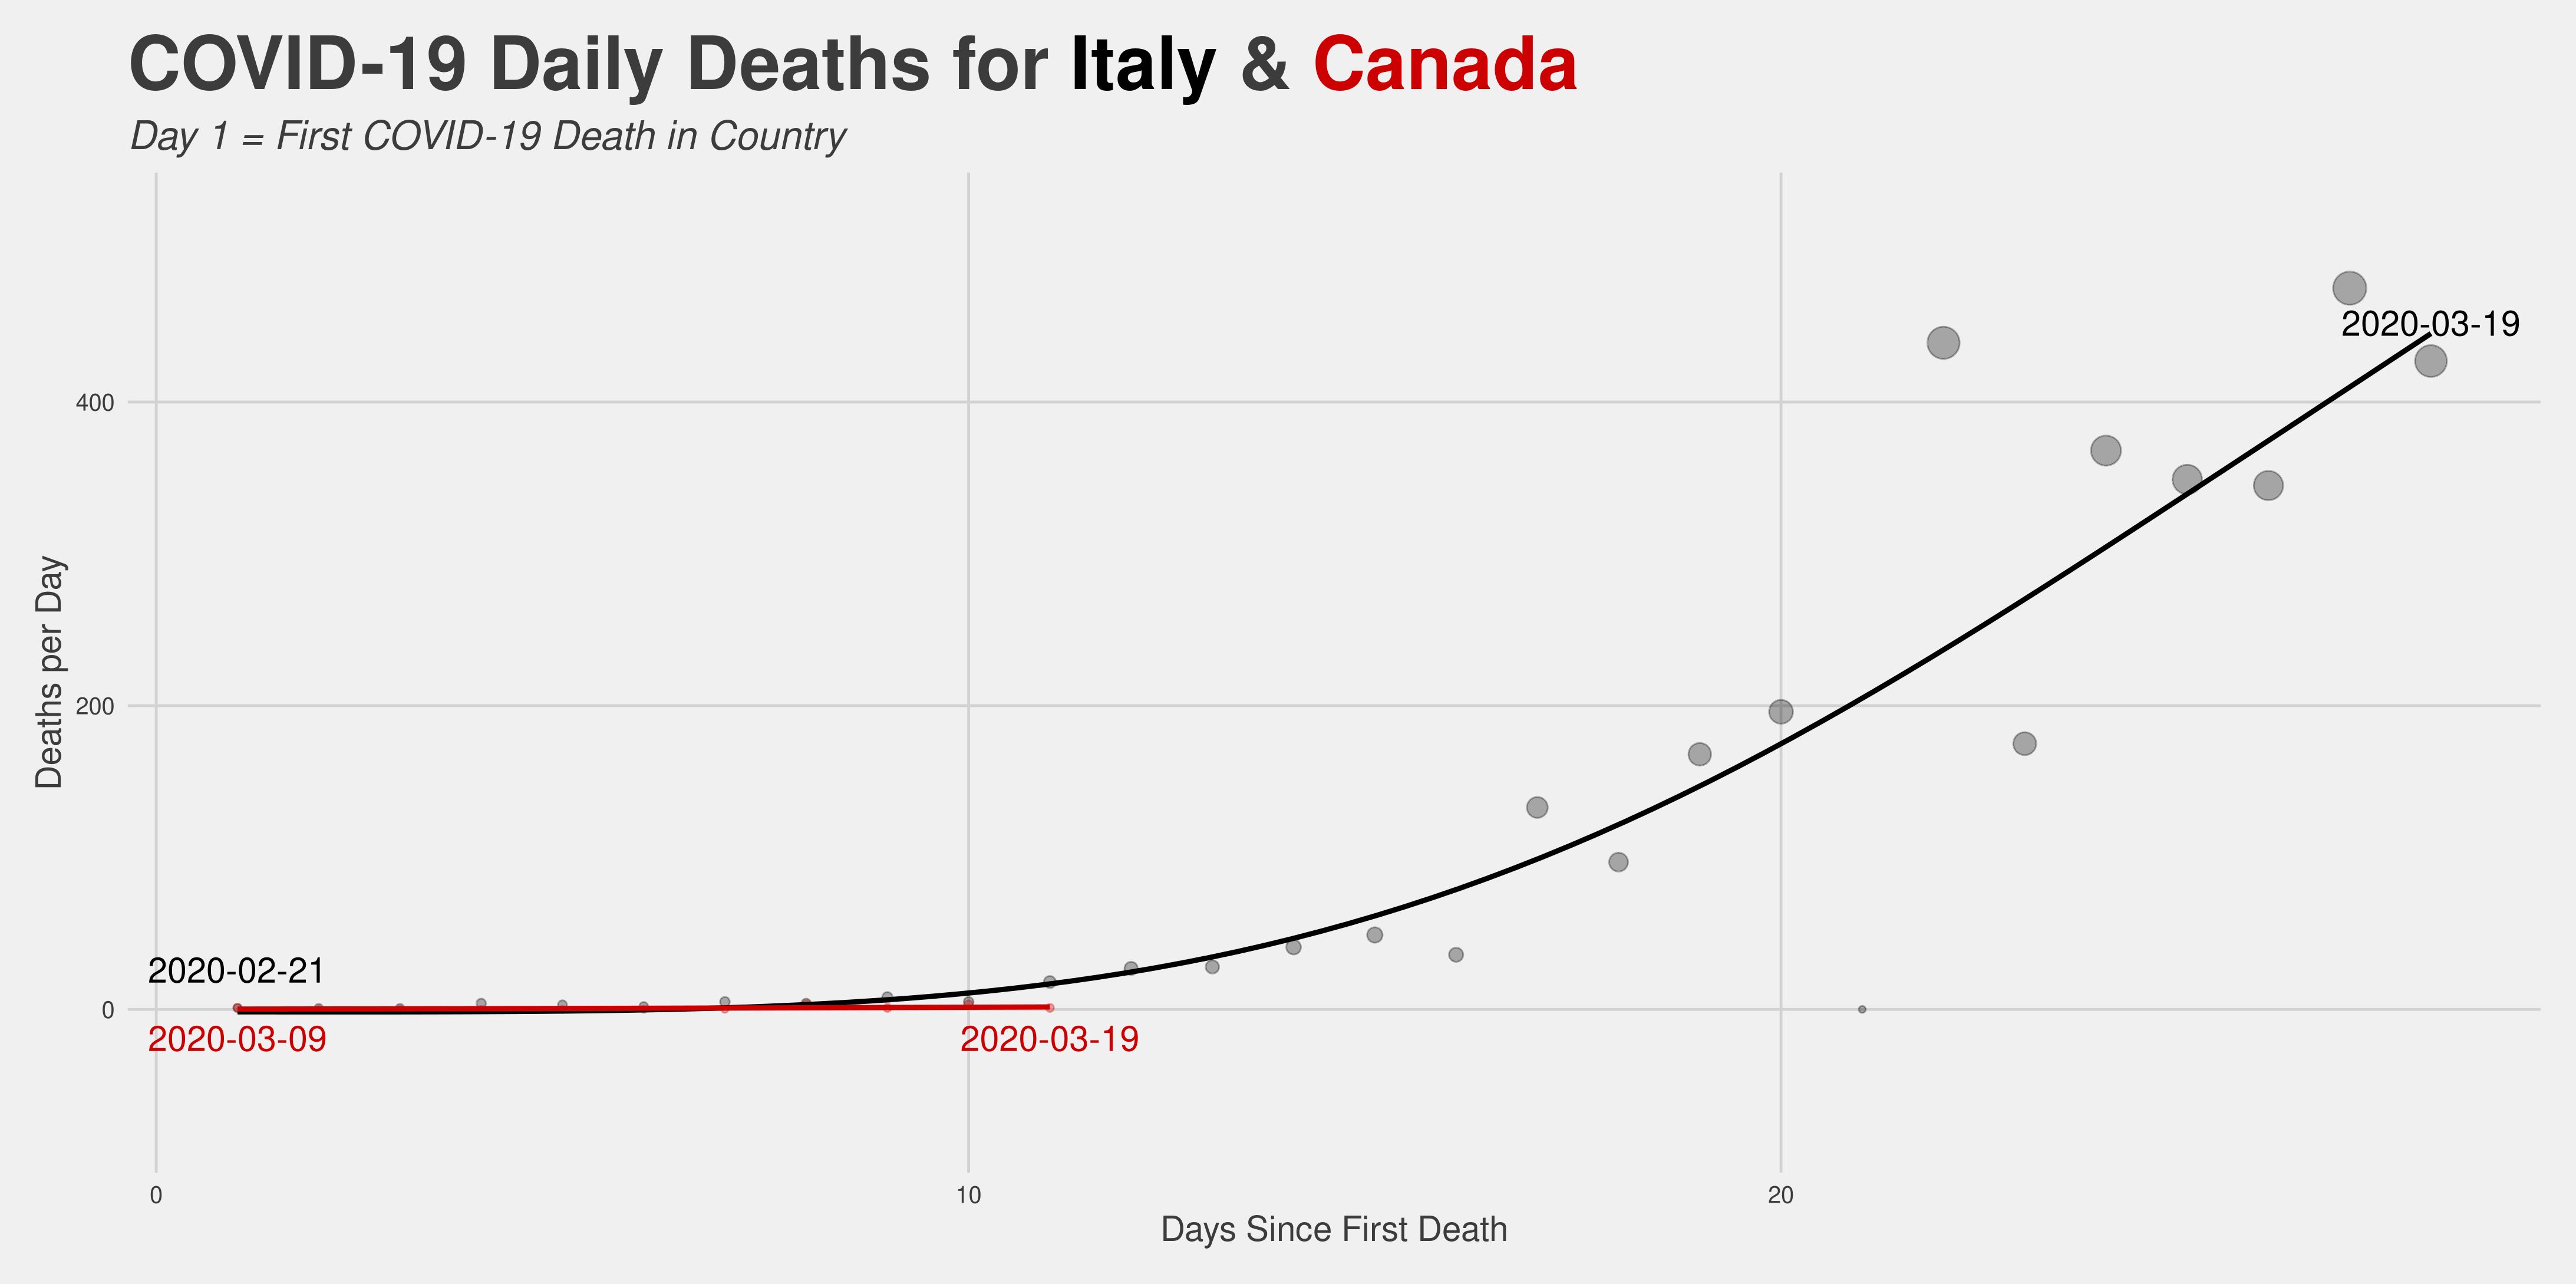 COVID-19 Daily Deaths for Italy & Canada
Day 1 = First COVID-19 Death in Country
Deaths per Day
400
200
0
2020-03-19
2020-02-21
2020-03-09
2020-03-19
0
10
20
Days Since First Death